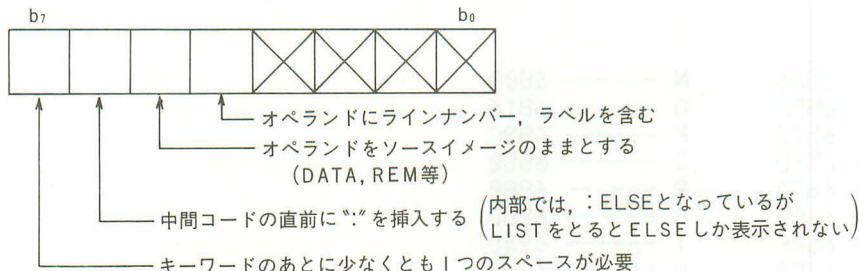 b₇ b₀
オペランドにラインナンバー，ラベルを含む
オペランドをソースイメージのままとする
(DATA, REM等)
中間コードの直前に〝:〞を挿入する (内部では，：ELSEとなっているが
LISTをとるとELSEしか表示されない)
キーワードのあとに少なくとも1つのスペースが必要